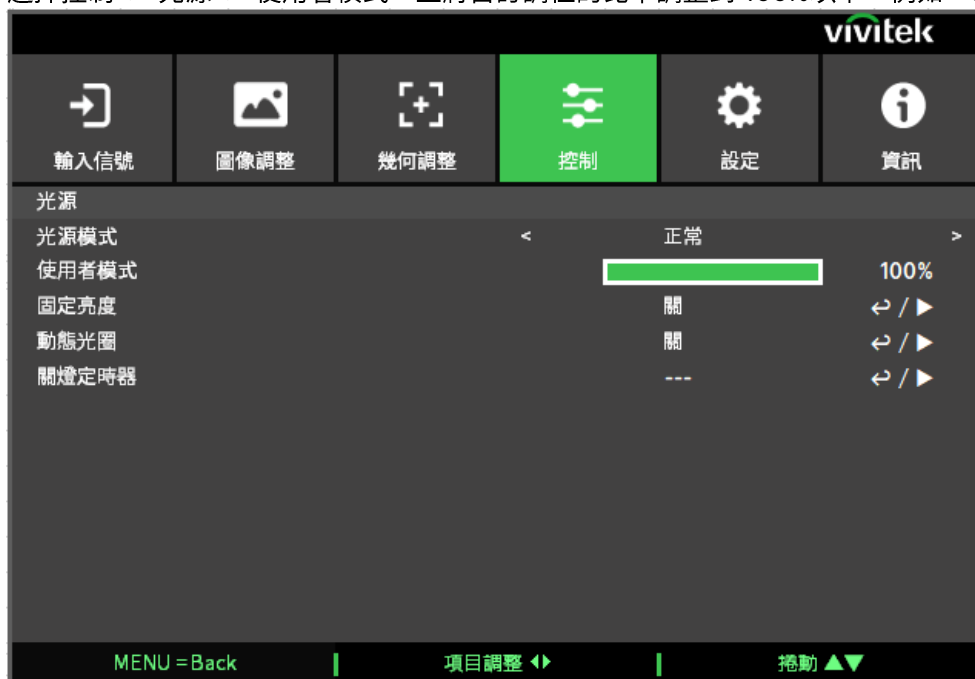 vivitek
輸入信號 圖像調整 幾何調整 控制 設定 資訊
光源
光源模式 < 正常 >
使用者模式 100%
固定亮度 關 ↩ / ▶
動態光圈 關 ↩ / ▶
關燈定時器 --- ↩ / ▶
MENU = Back 項目調整 ◀▶ 捲動 ▲▼